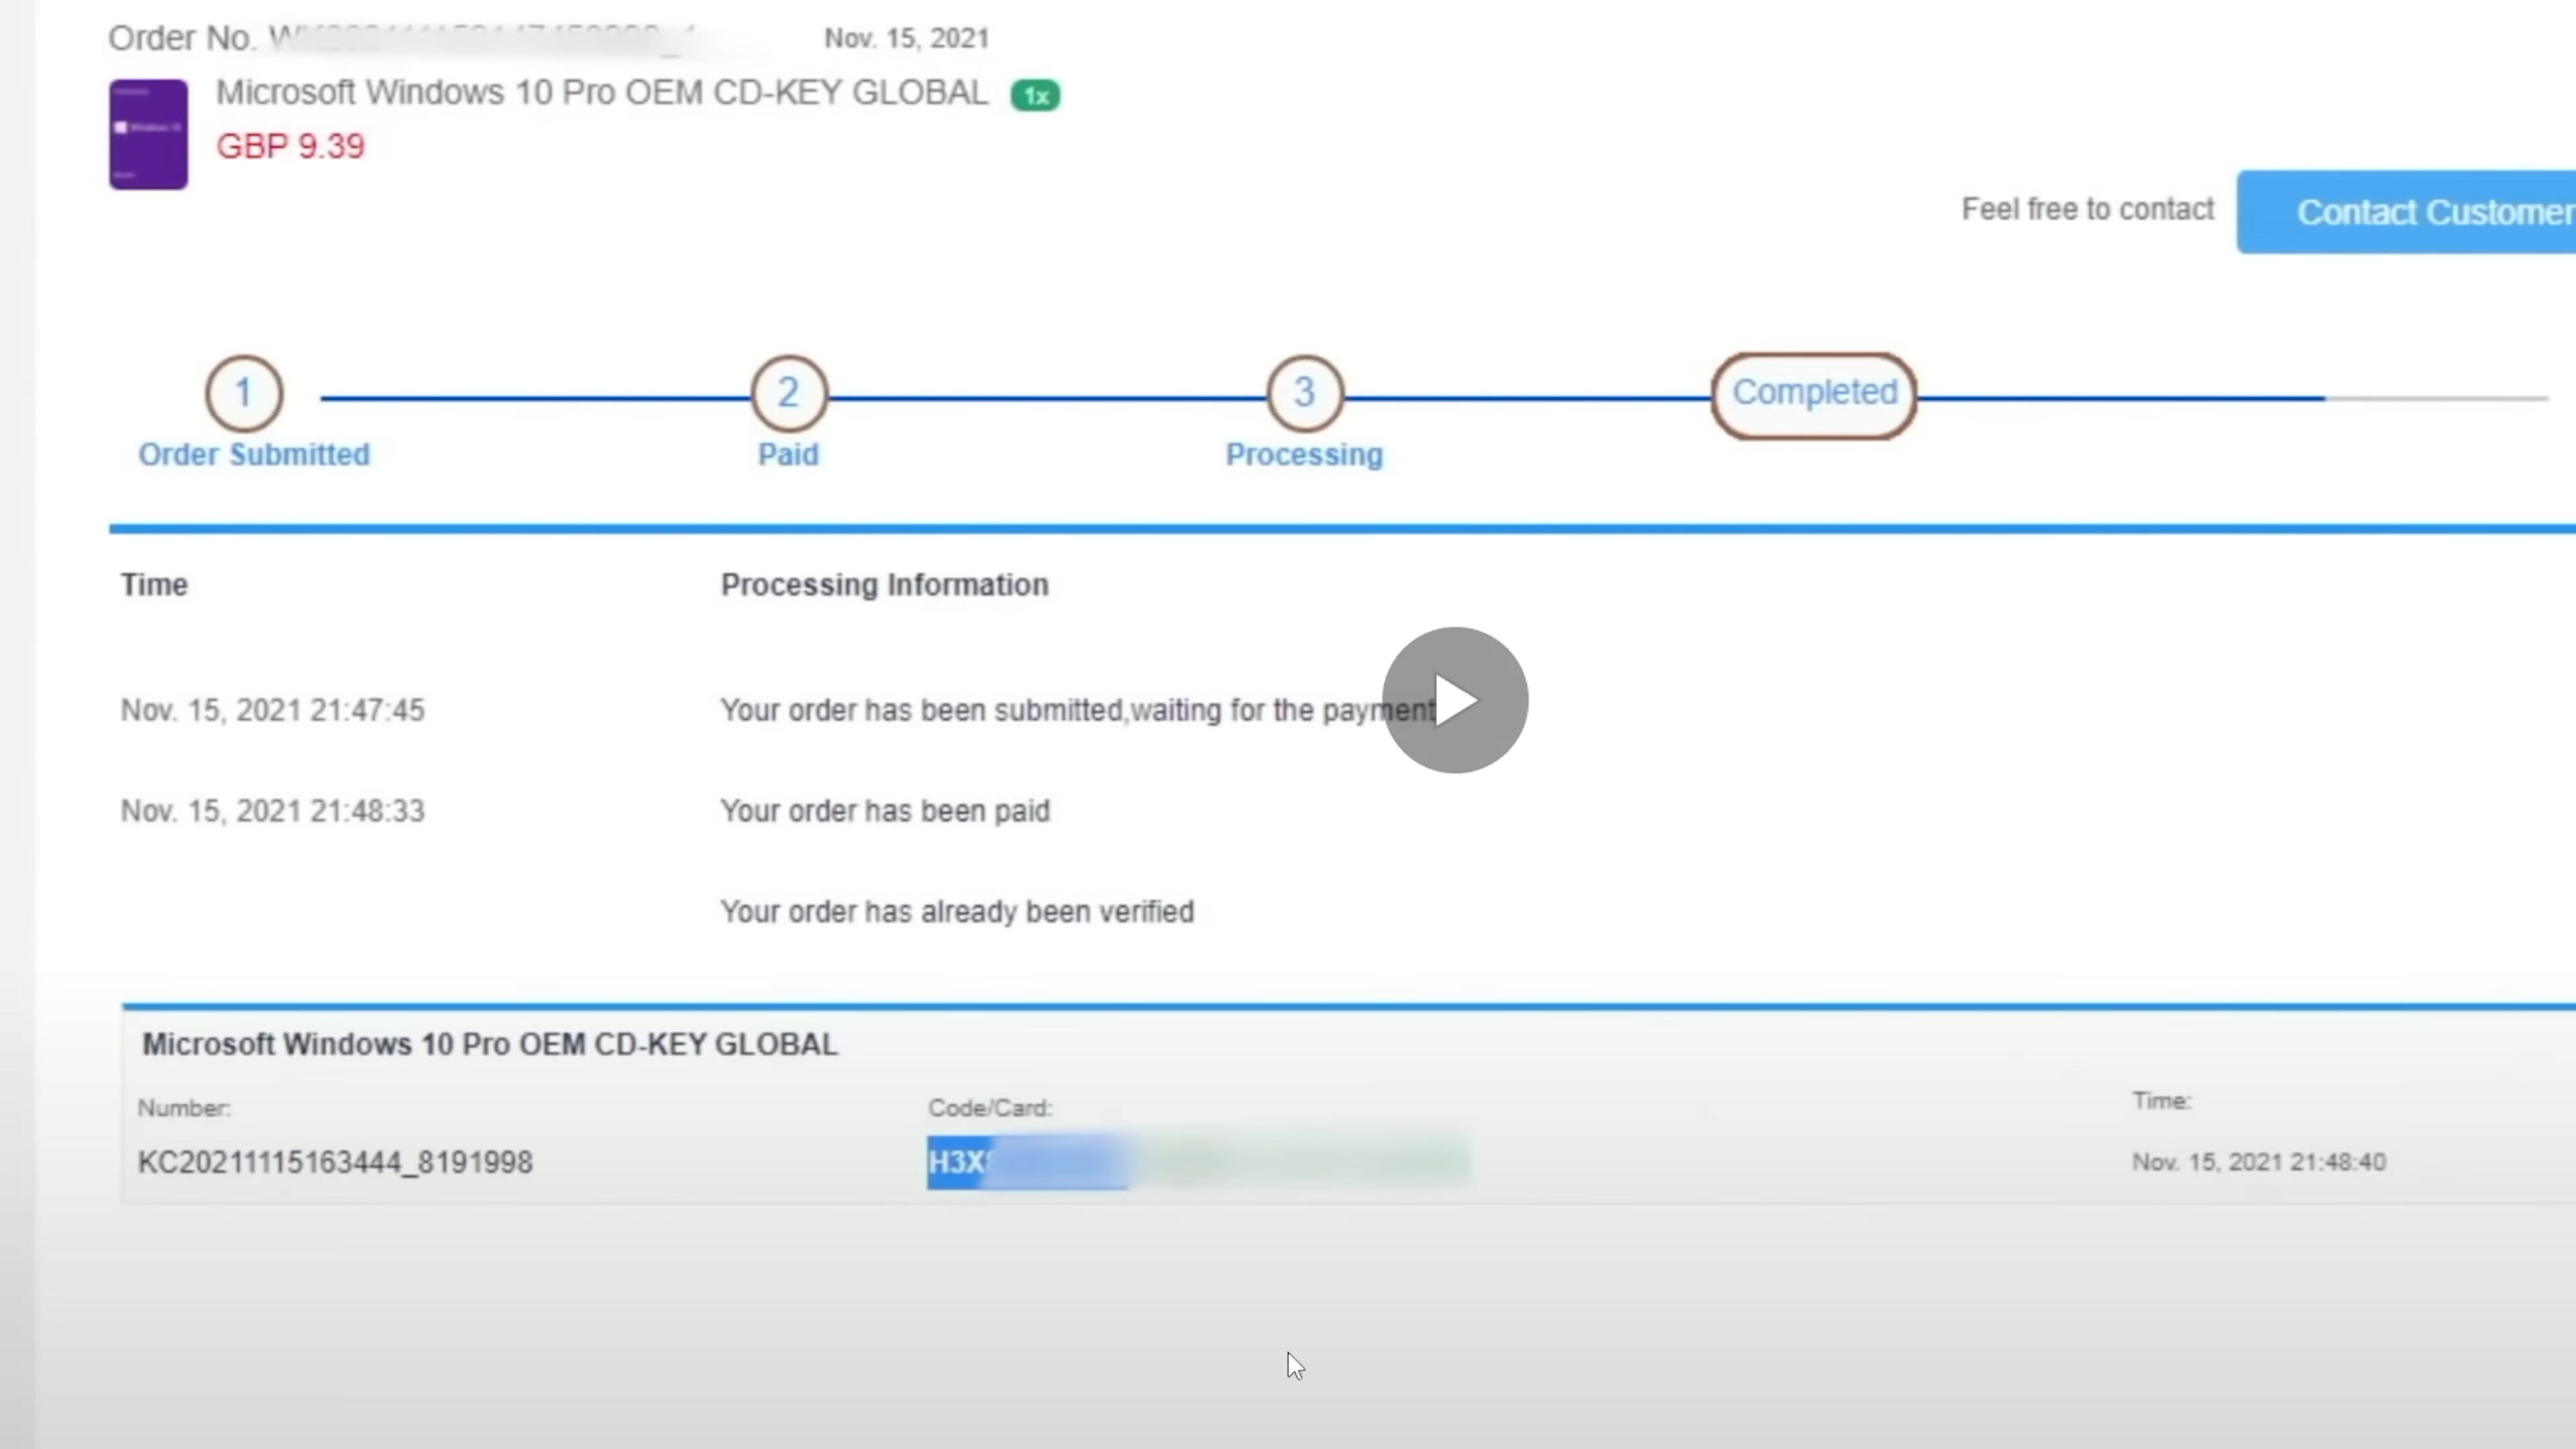 Order No. Nov. 15, 2021
Microsoft Windows 10 Pro OEM CD-KEY GLOBAL 1x
GBP 9.39
Feel free to contact Contact Customer
1 2 3 Completed
Order Submitted Paid Processing
Time Processing Information
Nov. 15, 2021 21:47:45 Your order has been submitted,waiting for the payment
Nov. 15, 2021 21:48:33 Your order has been paid
Your order has already been verified
Microsoft Windows 10 Pro OEM CD-KEY GLOBAL
Number: Code/Card: Time:
KC20211115163444_8191998 Nov. 15, 2021 21:48:40